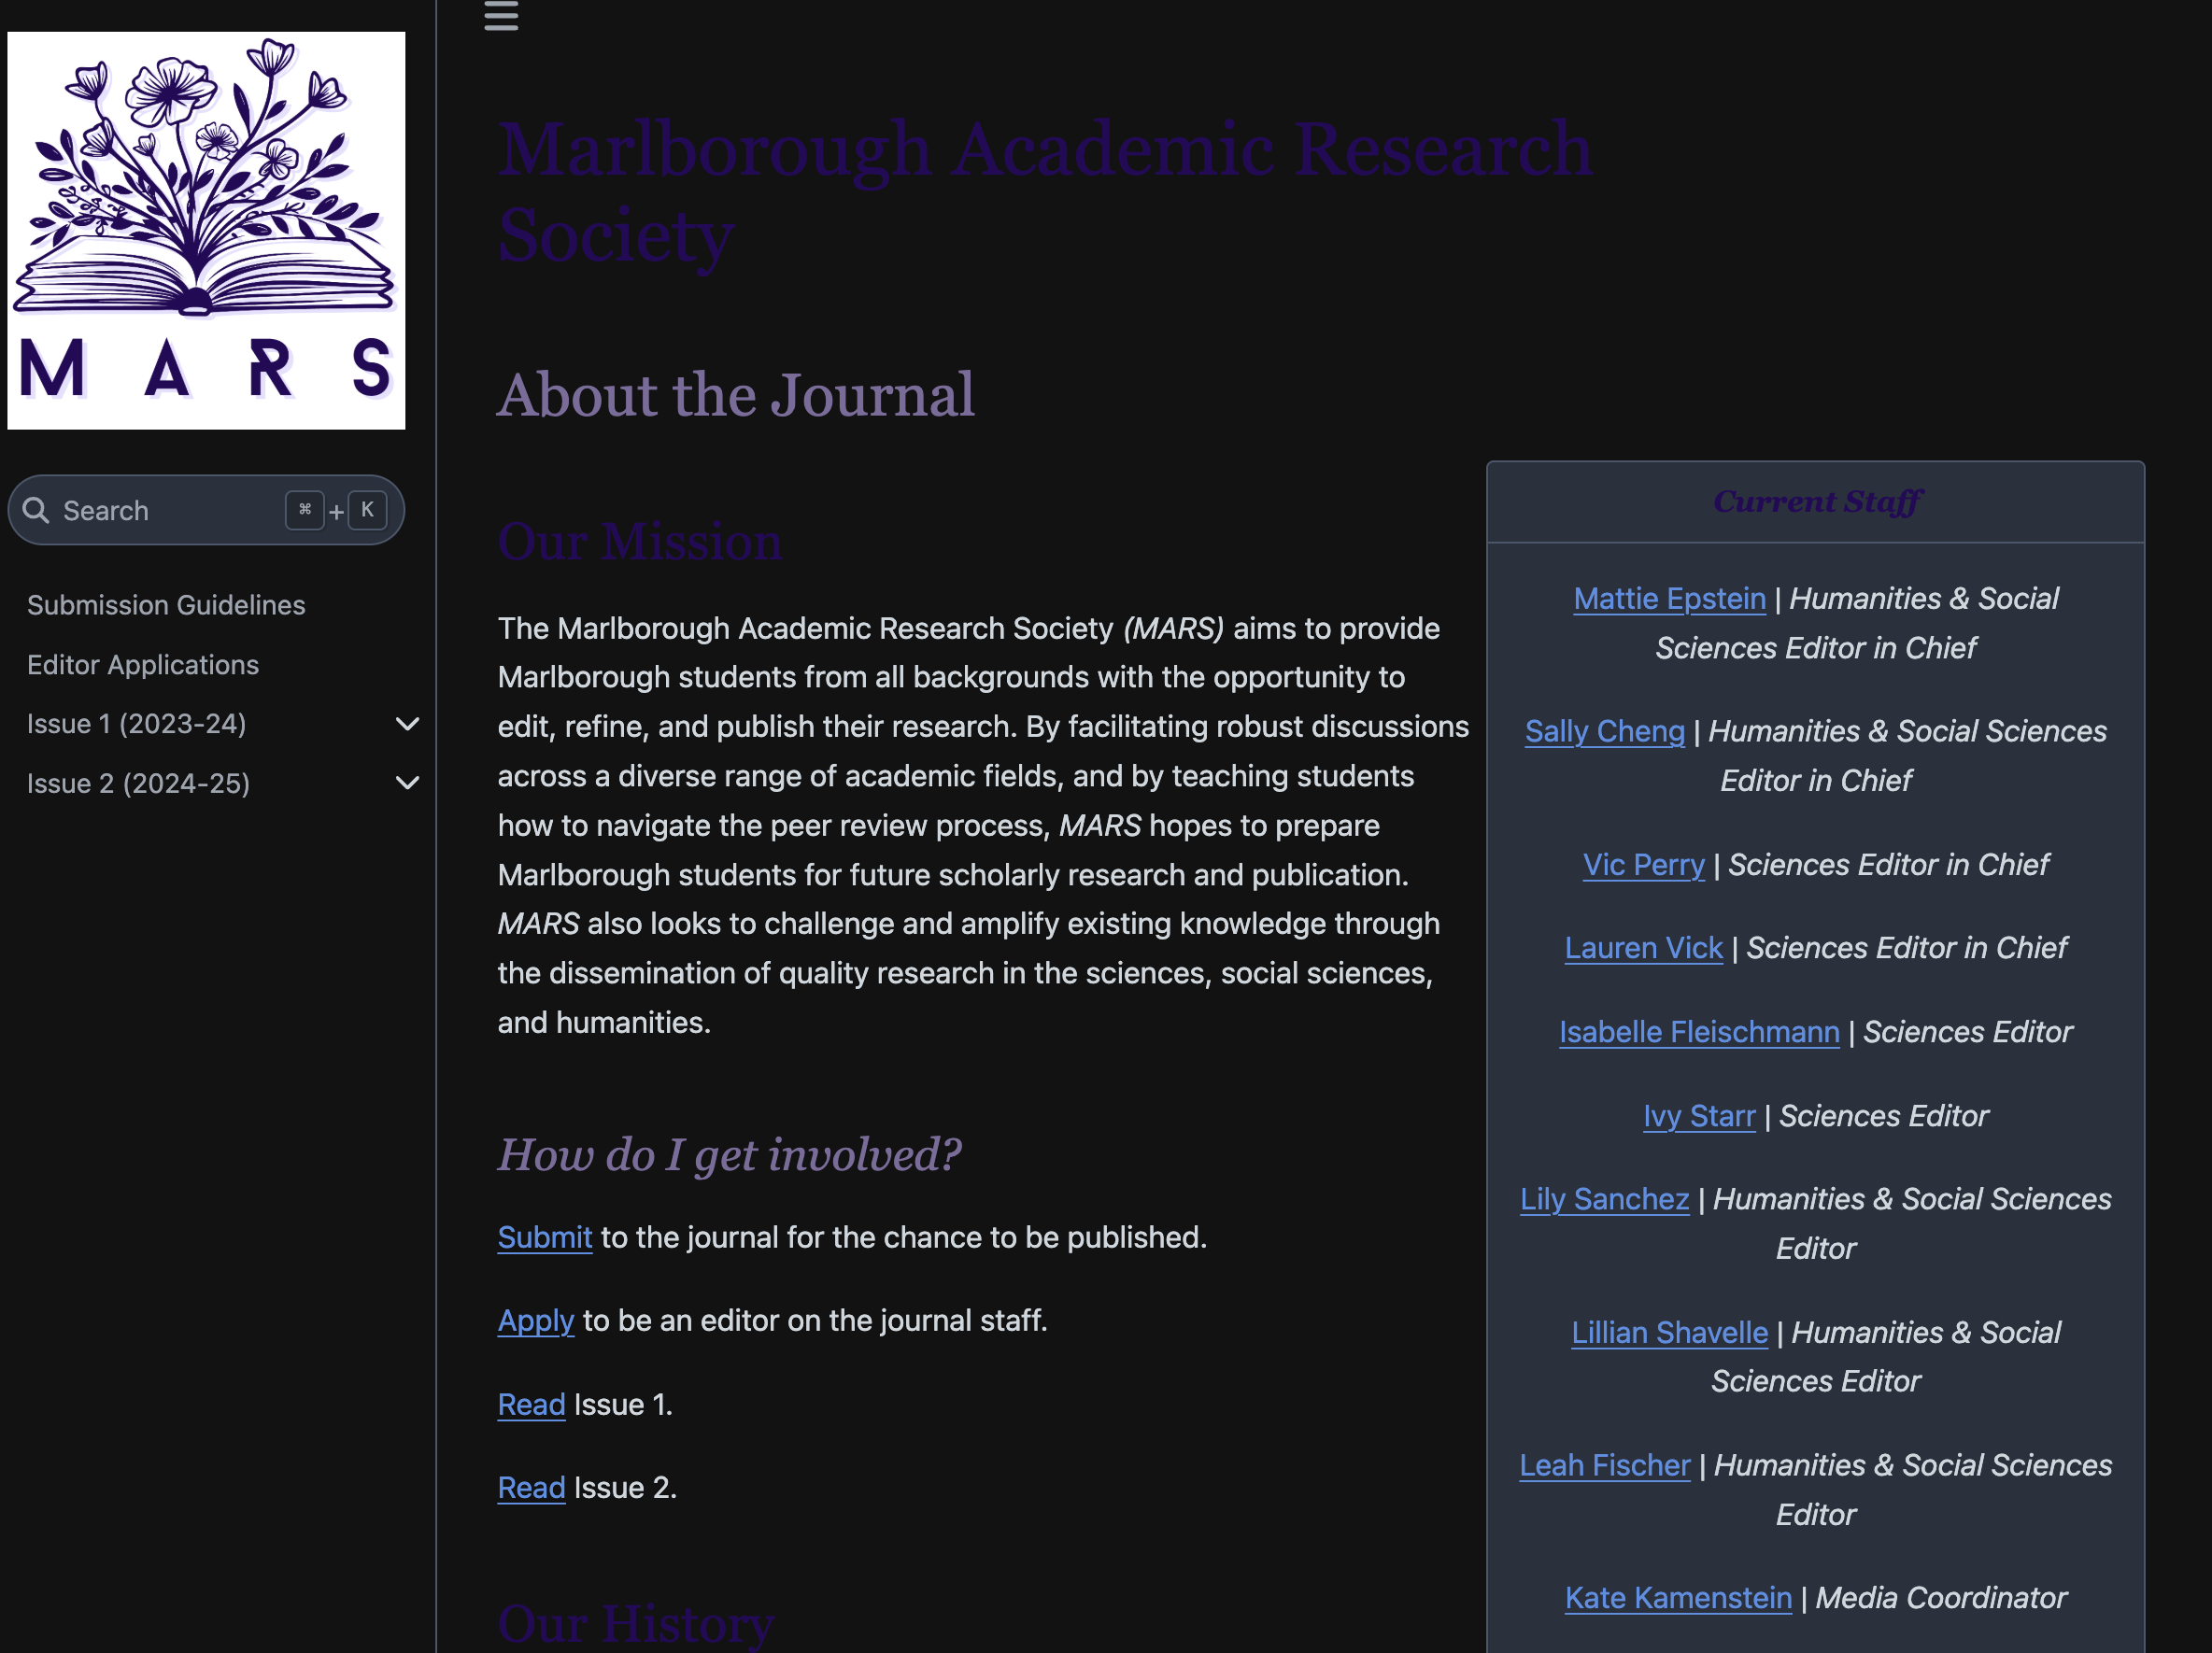 M A R S
Search ⌘ + K
Submission Guidelines
Editor Applications
Issue 1 (2023-24)
Issue 2 (2024-25)
Marlborough Academic Research
Society
About the Journal
Our Mission
The Marlborough Academic Research Society (MARS) aims to provide
Marlborough students from all backgrounds with the opportunity to
edit, refine, and publish their research. By facilitating robust discussions
across a diverse range of academic fields, and by teaching students
how to navigate the peer review process, MARS hopes to prepare
Marlborough students for future scholarly research and publication.
MARS also looks to challenge and amplify existing knowledge through
the dissemination of quality research in the sciences, social sciences,
and humanities.
How do I get involved?
Submit to the journal for the chance to be published.
Apply to be an editor on the journal staff.
Read Issue 1.
Read Issue 2.
Our History
Current Staff
Mattie Epstein | Humanities & Social
Sciences Editor in Chief
Sally Cheng | Humanities & Social Sciences
Editor in Chief
Vic Perry | Sciences Editor in Chief
Lauren Vick | Sciences Editor in Chief
Isabelle Fleischmann | Sciences Editor
Ivy Starr | Sciences Editor
Lily Sanchez | Humanities & Social Sciences
Editor
Lillian Shavelle | Humanities & Social
Sciences Editor
Leah Fischer | Humanities & Social Sciences
Editor
Kate Kamenstein | Media Coordinator